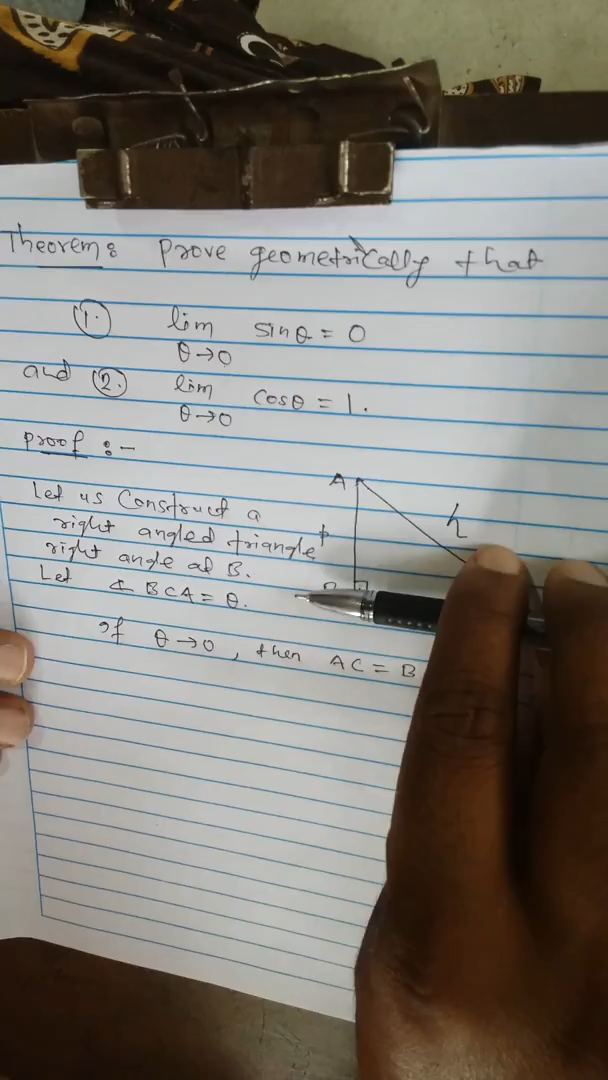 Theorem: Prove geometrically that
1. lim sinθ = 0
θ→0
and 2. lim cosθ = 1.
θ→0
Proof :-
Let us Construct a
right angled triangle
right angle at B.
Let ∠ BCA = θ.
If θ→0, then AC = B
A
p
h